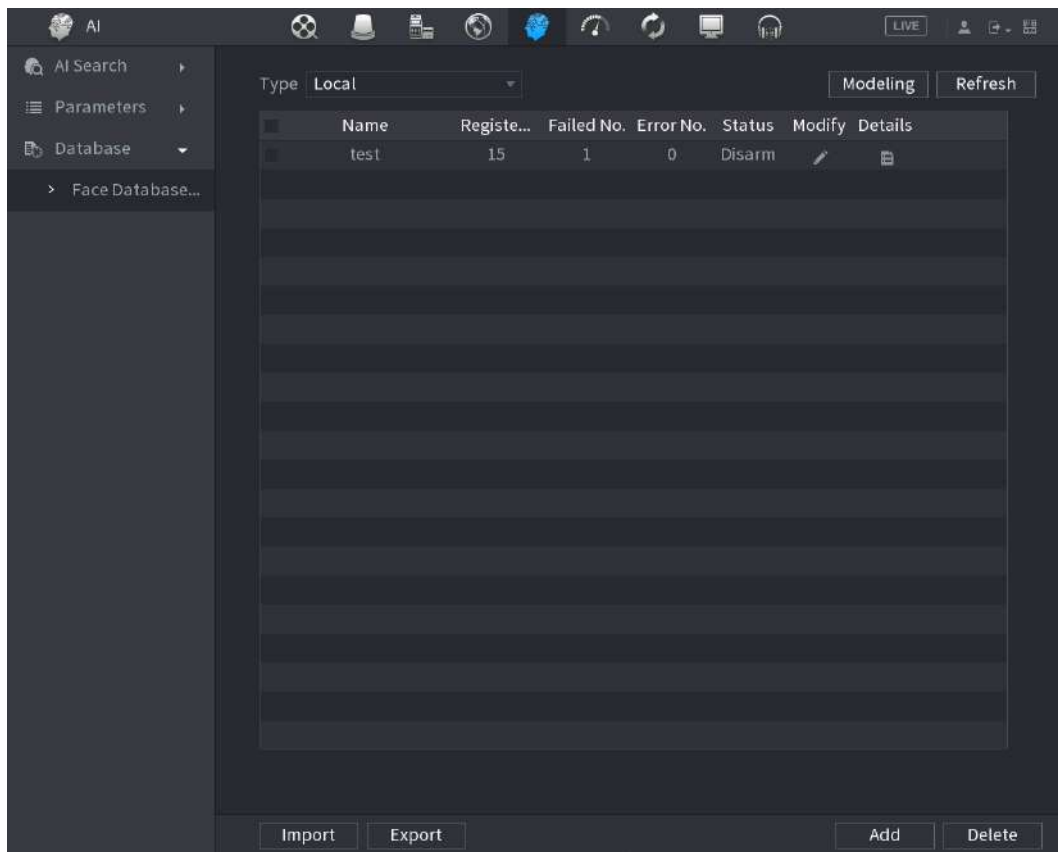 AI LIVE
AI Search
Parameters
Database
Face Database...
Type Local Modeling Refresh
Name Registe... Failed No. Error No. Status Modify Details
test 15 1 0 Disarm
Import Export Add Delete